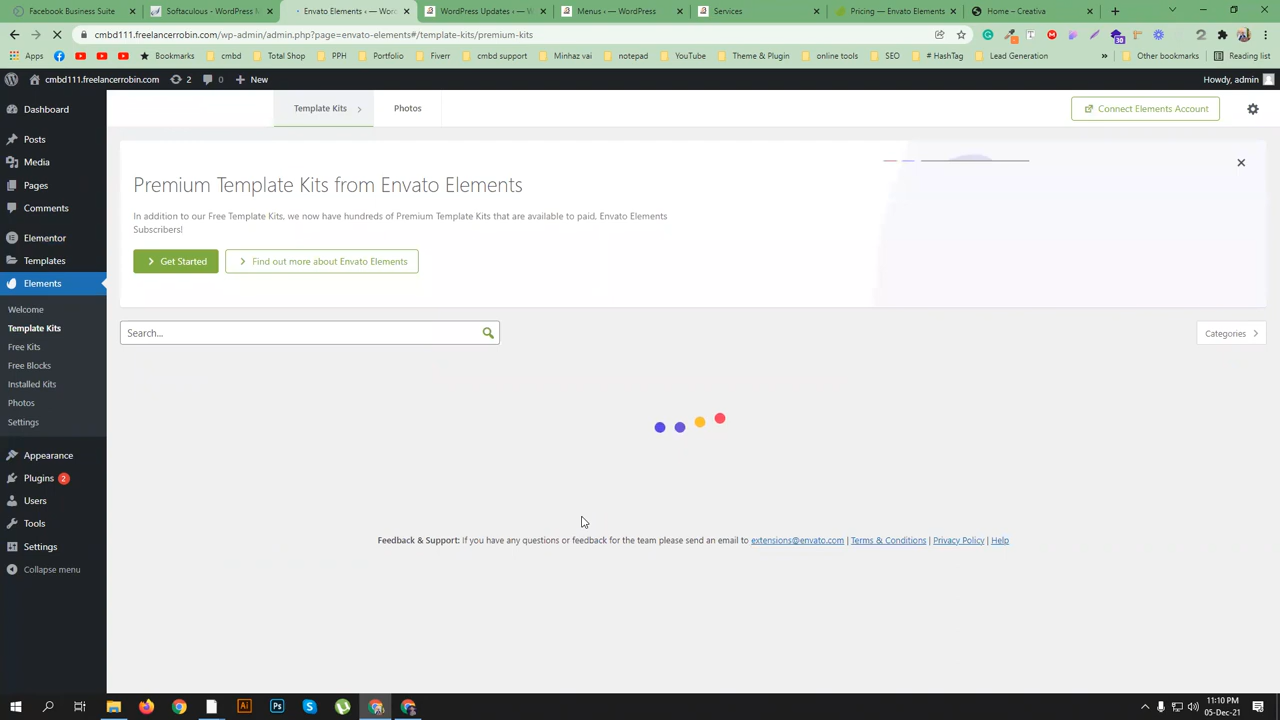 Facebook Business Suite
Softaculous - WordPress M
Template Kits ‹ Envato Elements
WordPress Elements ‹ W
Menus ‹ WordPress
Services
Pricing — Envato Elements
Home – Creativa
cmbd111.freelancerrobin.com/wp-admin/admin.php?page=envato-elements#/template-kits/premium-kits
Apps
Bookmarks
cmbd
Total Shop
PPH
Portfolio
Fiverr
cmbd support
Minhaz vai
notepad
YouTube
Theme & Plugin
online tools
SEO
# HashTag
Lead Generation
»
Other bookmarks
Reading list
cmbd111.freelancerrobin.com
2
0
New
Howdy, admin
Dashboard
Posts
Media
Pages
Comments
Elementor
Templates
Elements
Welcome
Template Kits
Free Kits
Free Blocks
Installed Kits
Photos
Settings
Appearance
Plugins 2
Users
Tools
Settings
Collapse menu
Template Kits
Photos
Connect Elements Account
Premium Template Kits from Envato Elements
In addition to our Free Template Kits, we now have hundreds of Premium Template Kits that are available to paid, Envato Elements
Subscribers!
Get Started
Find out more about Envato Elements
Search...
Categories
Feedback & Support: If you have any questions or feedback for the team please send an email to extensions@envato.com | Terms & Conditions | Privacy Policy | Help
Ai
Ps
11:10 PM
05-Dec-21